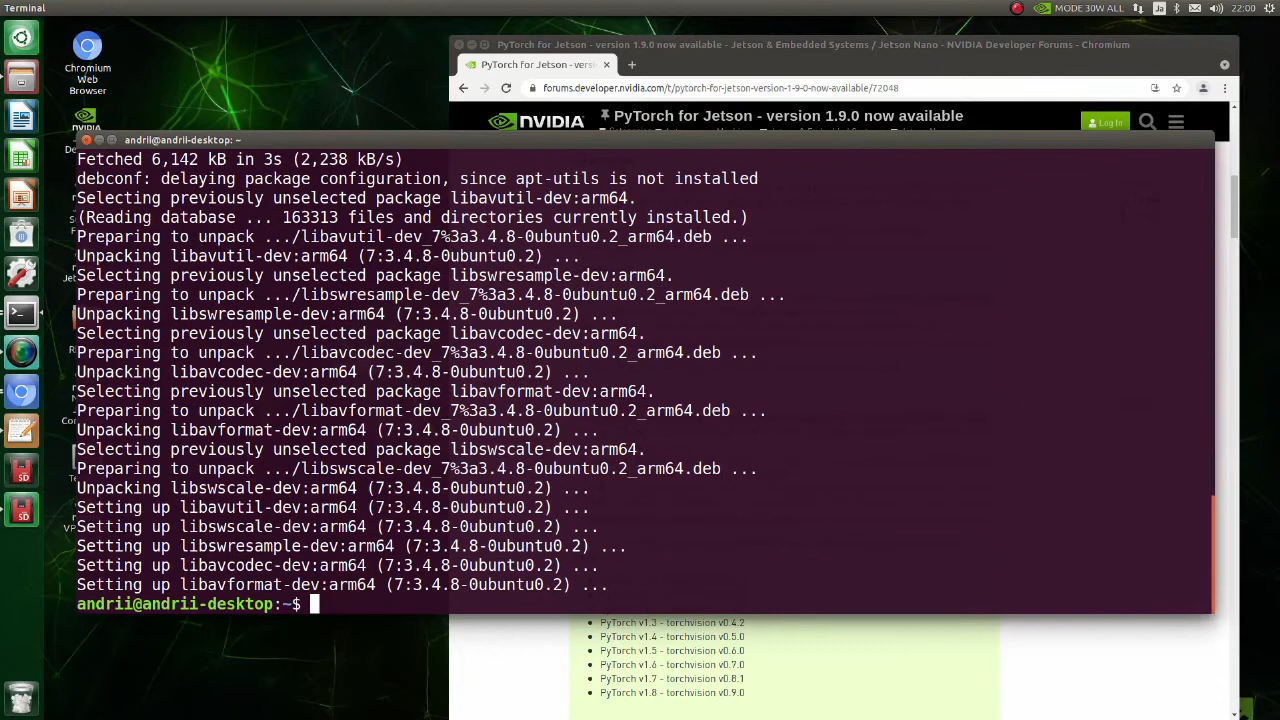 Terminal
MODE 30W ALL
Ja
22:00
Chromium
Web
Browser
PyTorch for Jetson - version 1.9.0 now available - Jetson & Embedded Systems / Jetson Nano - NVIDIA Developer Forums - Chromium
PyTorch for Jetson - versi
forums.developer.nvidia.com/t/pytorch-for-jetson-version-1-9-0-now-available/72048
NVIDIA
PyTorch for Jetson - version 1.9.0 now available
Log In
andrii@andrii-desktop: ~
Fetched 6,142 kB in 3s (2,238 kB/s)
debconf: delaying package configuration, since apt-utils is not installed
Selecting previously unselected package libavutil-dev:arm64.
(Reading database ... 163313 files and directories currently installed.)
Preparing to unpack .../libavutil-dev_7%3a3.4.8-0ubuntu0.2_arm64.deb ...
Unpacking libavutil-dev:arm64 (7:3.4.8-0ubuntu0.2) ...
Selecting previously unselected package libswresample-dev:arm64.
Preparing to unpack .../libswresample-dev_7%3a3.4.8-0ubuntu0.2_arm64.deb ...
Unpacking libswresample-dev:arm64 (7:3.4.8-0ubuntu0.2) ...
Selecting previously unselected package libavcodec-dev:arm64.
Preparing to unpack .../libavcodec-dev_7%3a3.4.8-0ubuntu0.2_arm64.deb ...
Unpacking libavcodec-dev:arm64 (7:3.4.8-0ubuntu0.2) ...
Selecting previously unselected package libavformat-dev:arm64.
Preparing to unpack .../libavformat-dev_7%3a3.4.8-0ubuntu0.2_arm64.deb ...
Unpacking libavformat-dev:arm64 (7:3.4.8-0ubuntu0.2) ...
Selecting previously unselected package libswscale-dev:arm64.
Preparing to unpack .../libswscale-dev_7%3a3.4.8-0ubuntu0.2_arm64.deb ...
Unpacking libswscale-dev:arm64 (7:3.4.8-0ubuntu0.2) ...
Setting up libavutil-dev:arm64 (7:3.4.8-0ubuntu0.2) ...
Setting up libswscale-dev:arm64 (7:3.4.8-0ubuntu0.2) ...
Setting up libswresample-dev:arm64 (7:3.4.8-0ubuntu0.2) ...
Setting up libavcodec-dev:arm64 (7:3.4.8-0ubuntu0.2) ...
Setting up libavformat-dev:arm64 (7:3.4.8-0ubuntu0.2) ...
andrii@andrii-desktop:~$
PyTorch v1.3 - torchvision v0.4.2
PyTorch v1.4 - torchvision v0.5.0
PyTorch v1.5 - torchvision v0.6.0
PyTorch v1.6 - torchvision v0.7.0
PyTorch v1.7 - torchvision v0.8.1
PyTorch v1.8 - torchvision v0.9.0